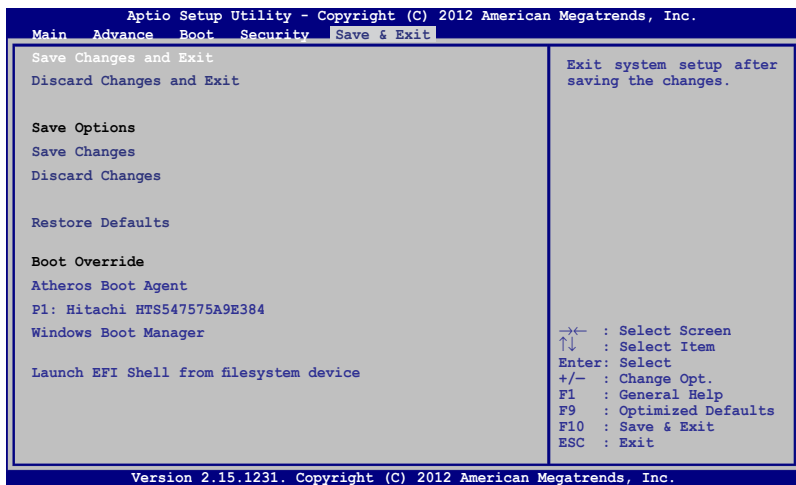 Aptio Setup Utility - Copyright (C) 2012 American Megatrends, Inc.
Main Advance Boot Security Save & Exit
Save Changes and Exit
Discard Changes and Exit
Save Options
Save Changes
Discard Changes
Restore Defaults
Boot Override
Atheros Boot Agent
P1: Hitachi HTS547575A9E384
Windows Boot Manager
Launch EFI Shell from filesystem device
Exit system setup after
saving the changes.
→← : Select Screen
↑↓ : Select Item
Enter: Select
+/— : Change Opt.
F1 : General Help
F9 : Optimized Defaults
F10 : Save & Exit
ESC : Exit
Version 2.15.1231. Copyright (C) 2012 American Megatrends, Inc.